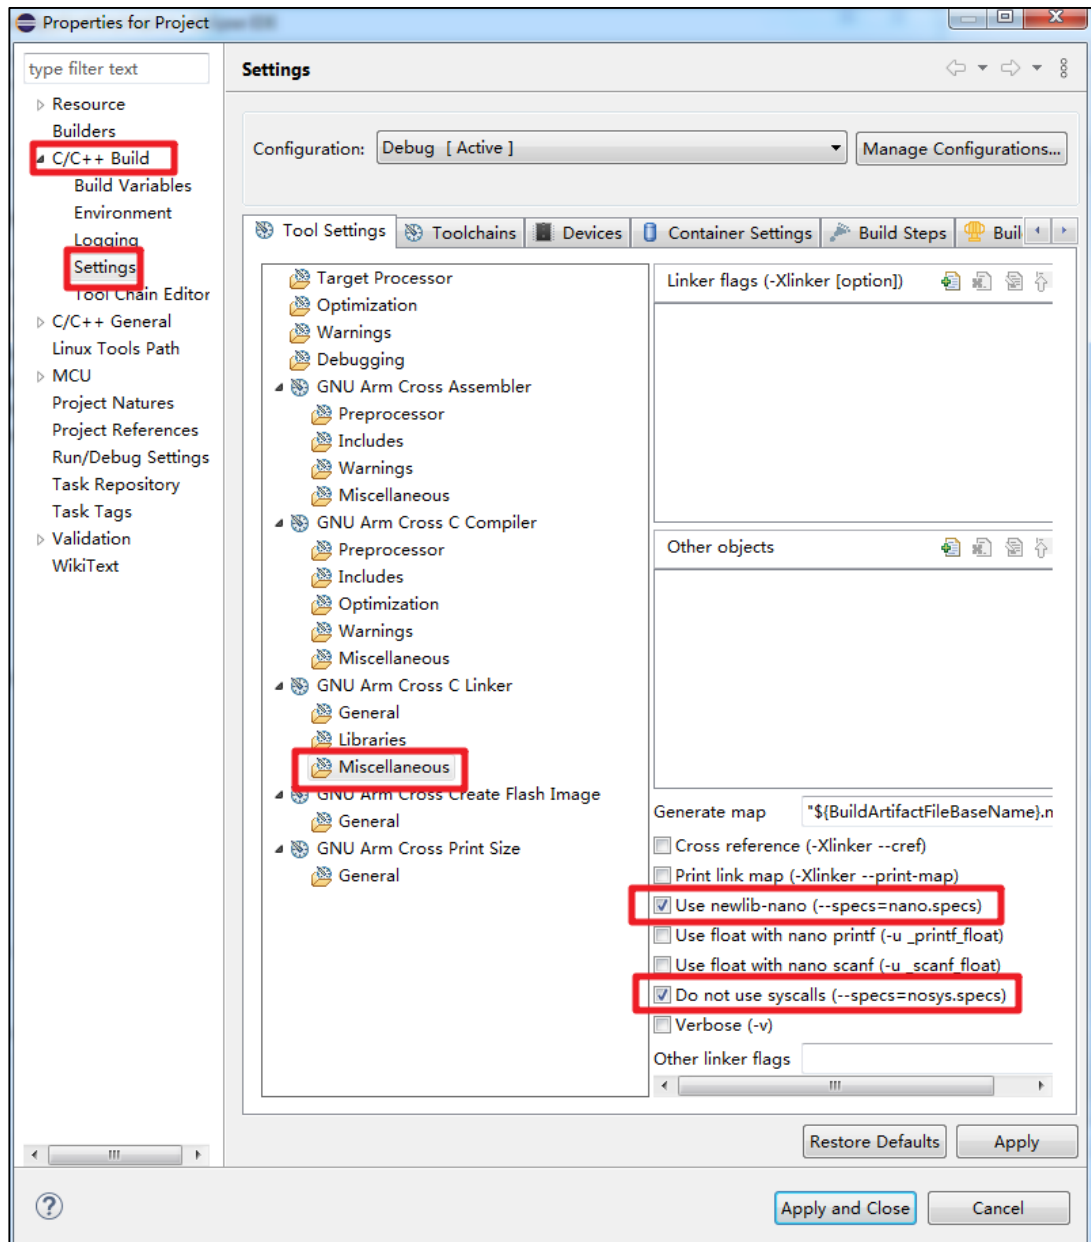 Properties for Project
type filter text
Settings
Resource
Builders
C/C++ Build
Build Variables
Environment
Logging
Settings
Tool Chain Editor
C/C++ General
Linux Tools Path
MCU
Project Natures
Project References
Run/Debug Settings
Task Repository
Task Tags
Validation
WikiText
Configuration:
Debug [ Active ]
Manage Configurations...
Tool Settings
Toolchains
Devices
Container Settings
Build Steps
Buil
Target Processor
Optimization
Warnings
Debugging
GNU Arm Cross Assembler
Preprocessor
Includes
Warnings
Miscellaneous
GNU Arm Cross C Compiler
Preprocessor
Includes
Optimization
Warnings
Miscellaneous
GNU Arm Cross C Linker
General
Libraries
Miscellaneous
GNU Arm Cross Create Flash Image
General
GNU Arm Cross Print Size
General
Linker flags (-Xlinker [option])
Other objects
Generate map
"${BuildArtifactFileBaseName}.n
Cross reference (-Xlinker --cref)
Print link map (-Xlinker --print-map)
Use newlib-nano (--specs=nano.specs)
Use float with nano printf (-u _printf_float)
Use float with nano scanf (-u _scanf_float)
Do not use syscalls (--specs=nosys.specs)
Verbose (-v)
Other linker flags
Restore Defaults
Apply
Apply and Close
Cancel